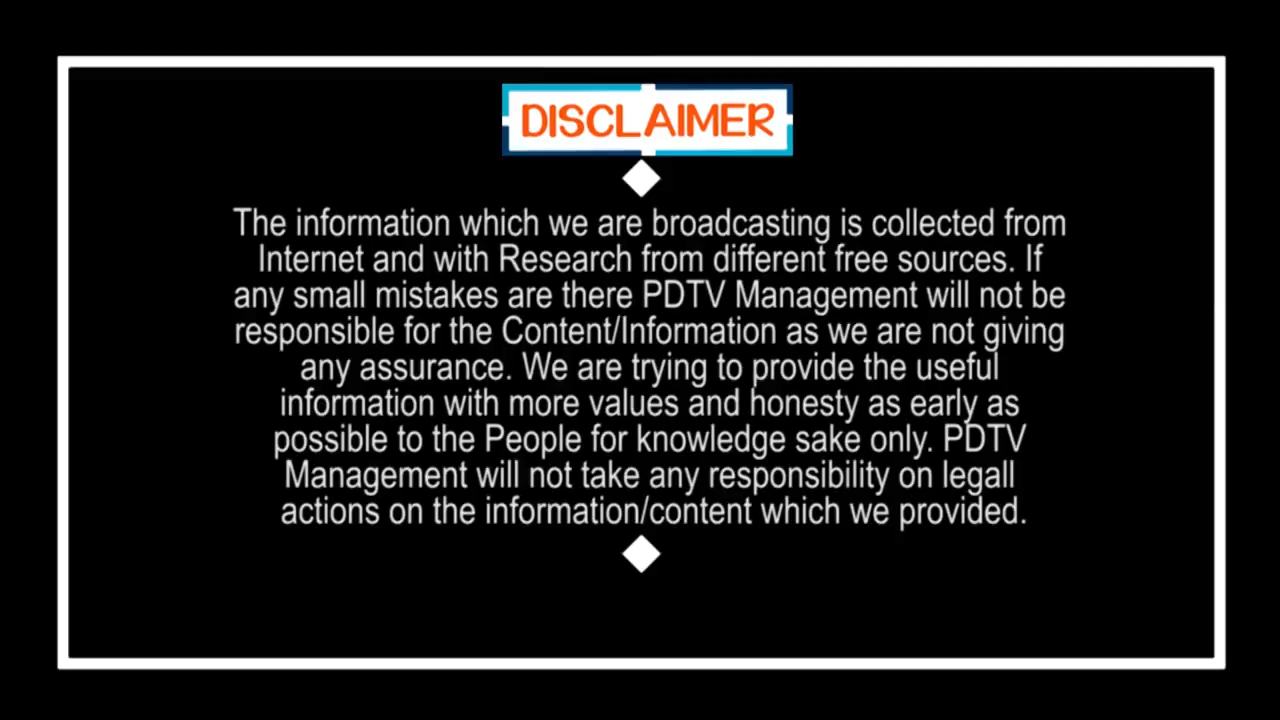 DISCLAIMER
The information which we are broadcasting is collected from
Internet and with Research from different free sources. If
any small mistakes are there PDTV Management will not be
responsible for the Content/Information as we are not giving
any assurance. We are trying to provide the useful
information with more values and honesty as early as
possible to the People for knowledge sake only. PDTV
Management will not take any responsibility on legall
actions on the information/content which we provided.